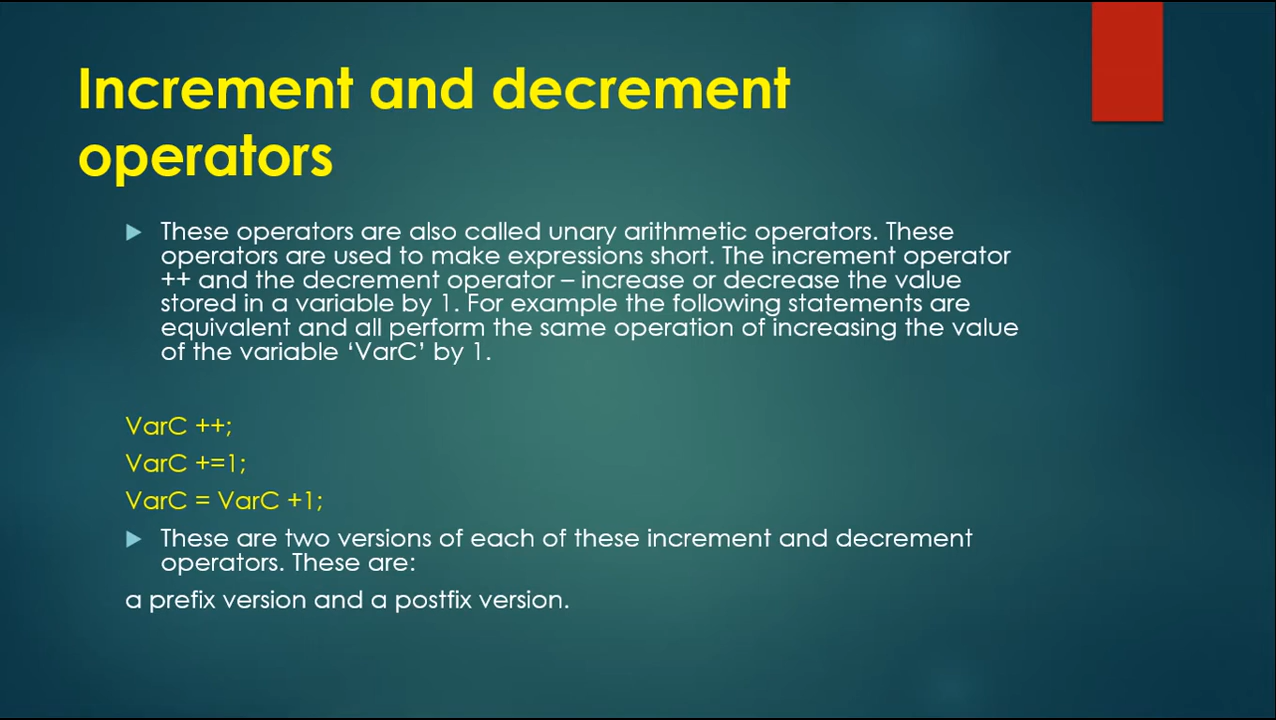 Increment and decrement
operators
These operators are also called unary arithmetic operators. These
operators are used to make expressions short. The increment operator
++ and the decrement operator – increase or decrease the value
stored in a variable by 1. For example the following statements are
equivalent and all perform the same operation of increasing the value
of the variable ‘VarC’ by 1.
VarC ++;
VarC +=1;
VarC = VarC +1;
These are two versions of each of these increment and decrement
operators. These are:
a prefix version and a postfix version.